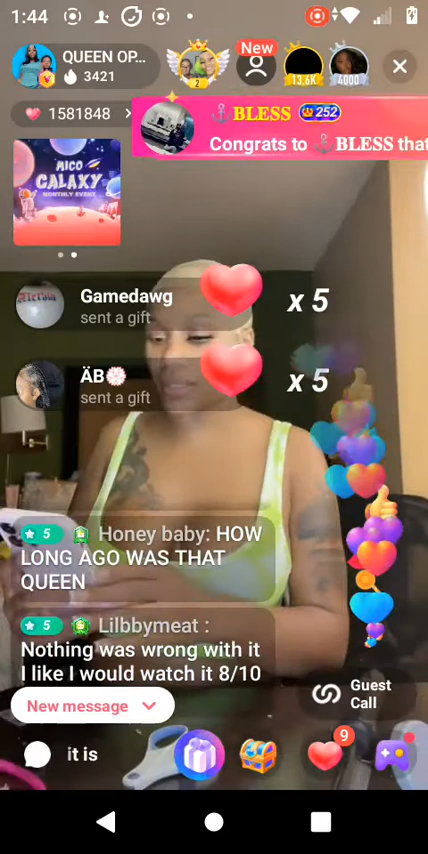 1:44
QUEEN OP...
3421
2
New
13.6K
4000
1581848
⚓BLESS 252
Congrats to ⚓BLESS that
MICO
GALAXY
MONTHLY EVENT
Gamedawg
sent a gift
x 5
ÄB🌸
sent a gift
x 5
5 Honey baby: HOW
LONG AGO WAS THAT
QUEEN
5 Lilbbymeat :
Nothing was wrong with it
I like I would watch it 8/10
New message
Guest
Call
it is
9